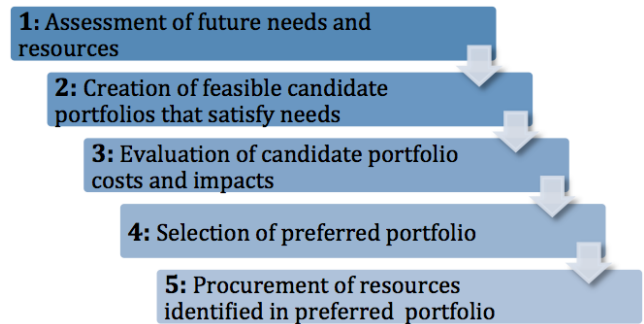 1: Assessment of future needs and
resources
2: Creation of feasible candidate
portfolios that satisfy needs
3: Evaluation of candidate portfolio
costs and impacts
4: Selection of preferred portfolio
5: Procurement of resources
identified in preferred portfolio